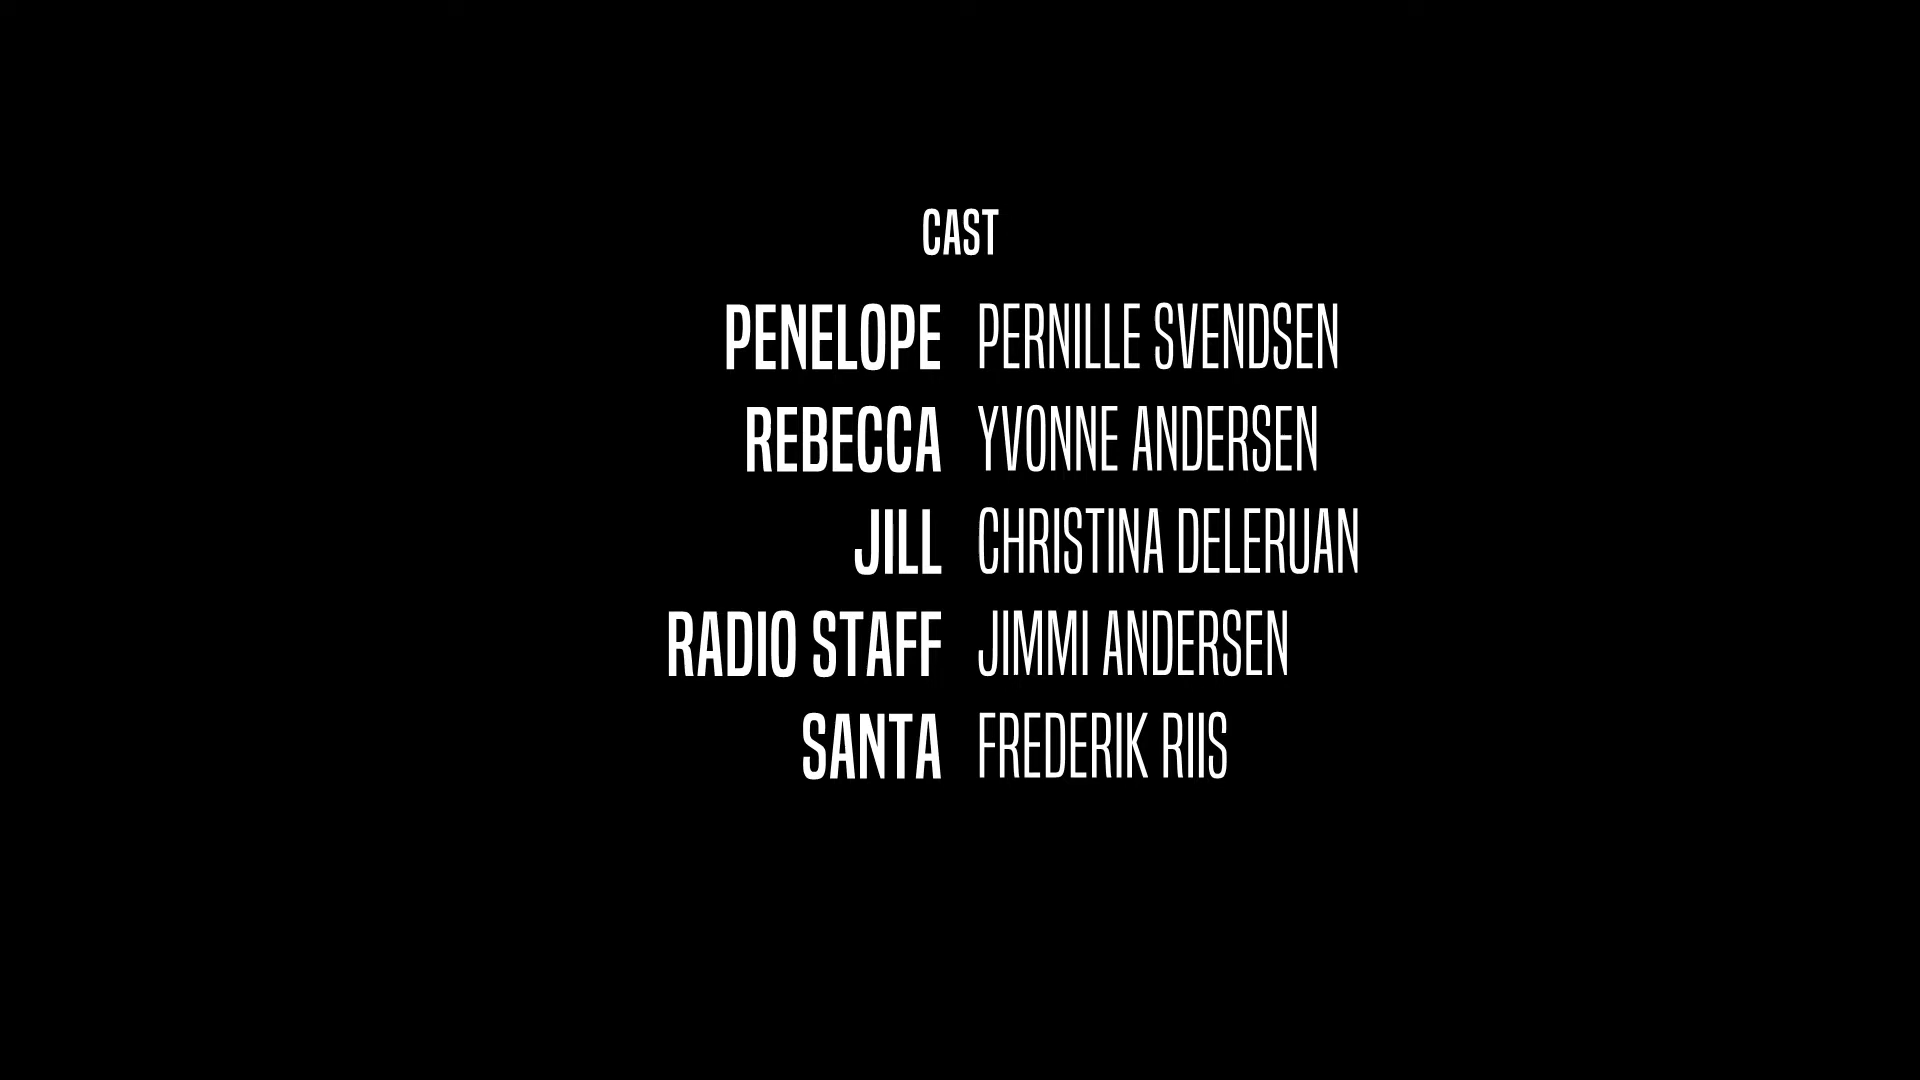 CAST
PENELOPE PERNILLE SVENDSEN
REBECCA YVONNE ANDERSEN
JILL CHRISTINA DELERUAN
RADIO STAFF JIMMI ANDERSEN
SANTA FREDERIK RIIS